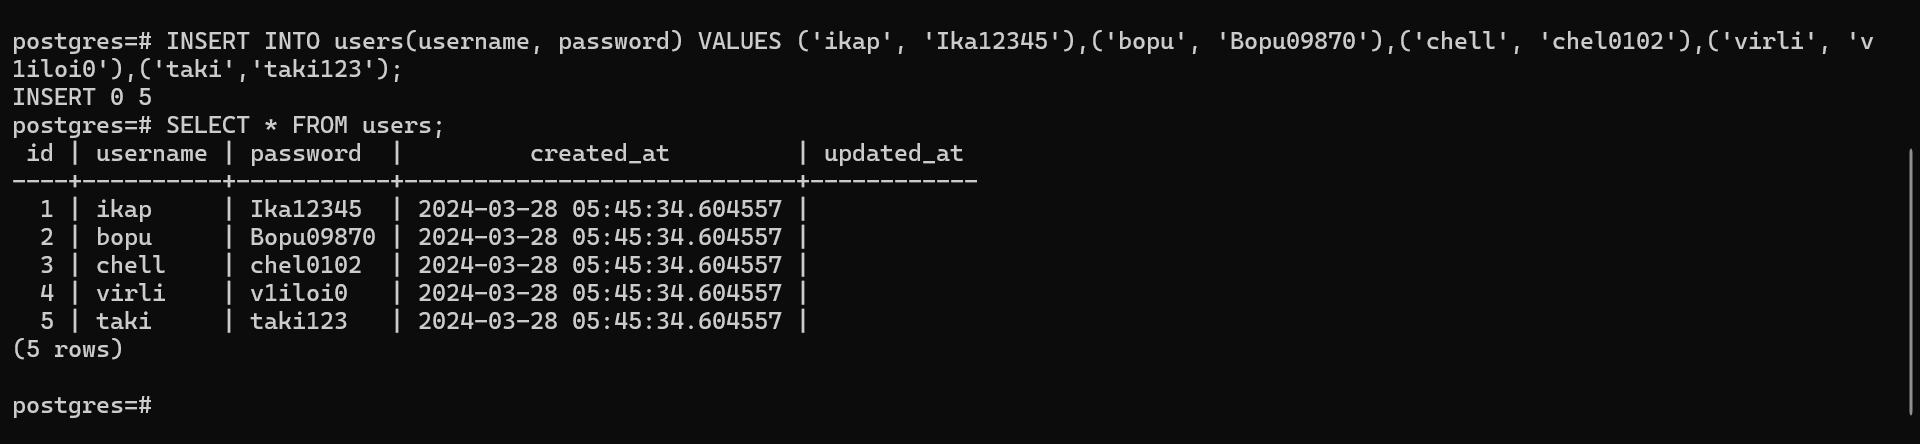 postgres=# INSERT INTO users(username, password) VALUES ('ikap', 'Ika12345'),('bopu', 'Bopu09870'),('chell', 'chel0102'),('virli', 'v
1iloi0'),('taki','taki123');
INSERT 0 5
postgres=# SELECT * FROM users;
 id | username | password  |         created_at         | updated_at
----+----------+-----------+----------------------------+------------
  1 | ikap     | Ika12345  | 2024-03-28 05:45:34.604557 |
  2 | bopu     | Bopu09870 | 2024-03-28 05:45:34.604557 |
  3 | chell    | chel0102  | 2024-03-28 05:45:34.604557 |
  4 | virli    | v1iloi0   | 2024-03-28 05:45:34.604557 |
  5 | taki     | taki123   | 2024-03-28 05:45:34.604557 |
(5 rows)
postgres=#